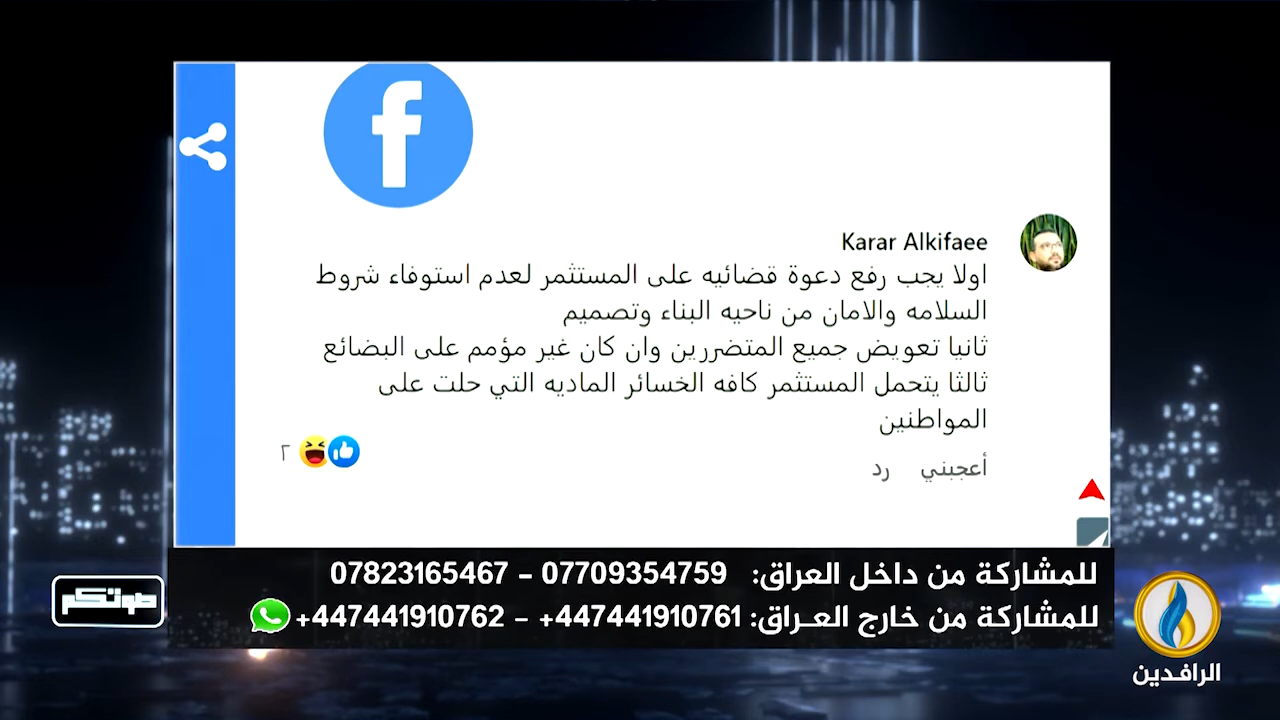 f
Karar Alkifaee
اولا يجب رفع دعوة قضائيه على المستثمر لعدم استوفاء شروط
السلامه والامان من ناحيه البناء وتصميم
ثانيا تعويض جميع المتضررين وان كان غير مؤمم على البضائع
ثالثا يتحمل المستثمر كافه الخسائر الماديه التي حلت على
المواطنين
أعجبني رد
٢
للمشاركة من داخل العراق: 07709354759 - 07823165467
للمشاركة من خارج العـراق: 447441910761+ - 447441910762+
صوتكم
الرافدين